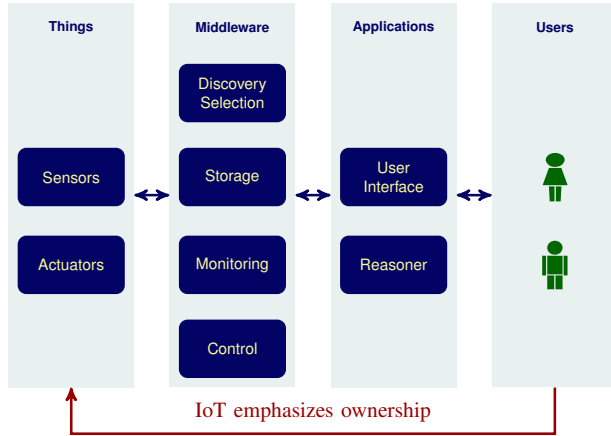 Things
Middleware
Applications
Users
Discovery
Selection
Sensors
Storage
User
Interface
Actuators
Monitoring
Reasoner
Control
IoT emphasizes ownership